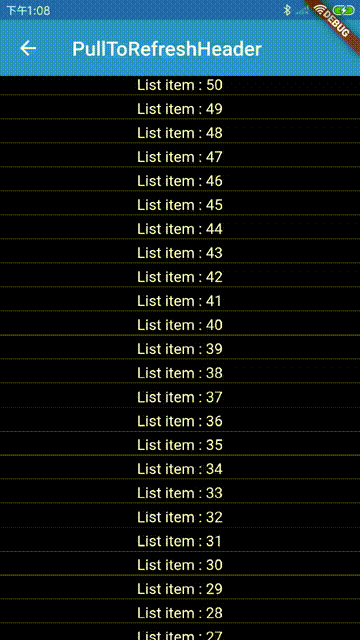 下午1:08
DEBUG
PullToRefreshHeader
List item : 50
List item : 49
List item : 48
List item : 47
List item : 46
List item : 45
List item : 44
List item : 43
List item : 42
List item : 41
List item : 40
List item : 39
List item : 38
List item : 37
List item : 36
List item : 35
List item : 34
List item : 33
List item : 32
List item : 31
List item : 30
List item : 29
List item : 28
List item : 27